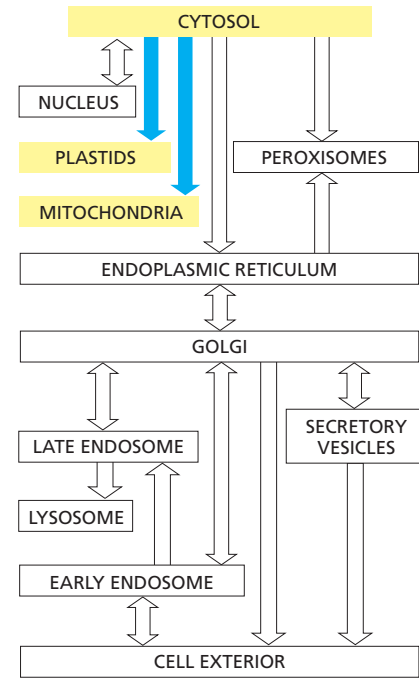 CYTOSOL
NUCLEUS
PLASTIDS
PEROXISOMES
MITOCHONDRIA
ENDOPLASMIC RETICULUM
GOLGI
LATE ENDOSOME
SECRETORY
VESICLES
LYSOSOME
EARLY ENDOSOME
CELL EXTERIOR